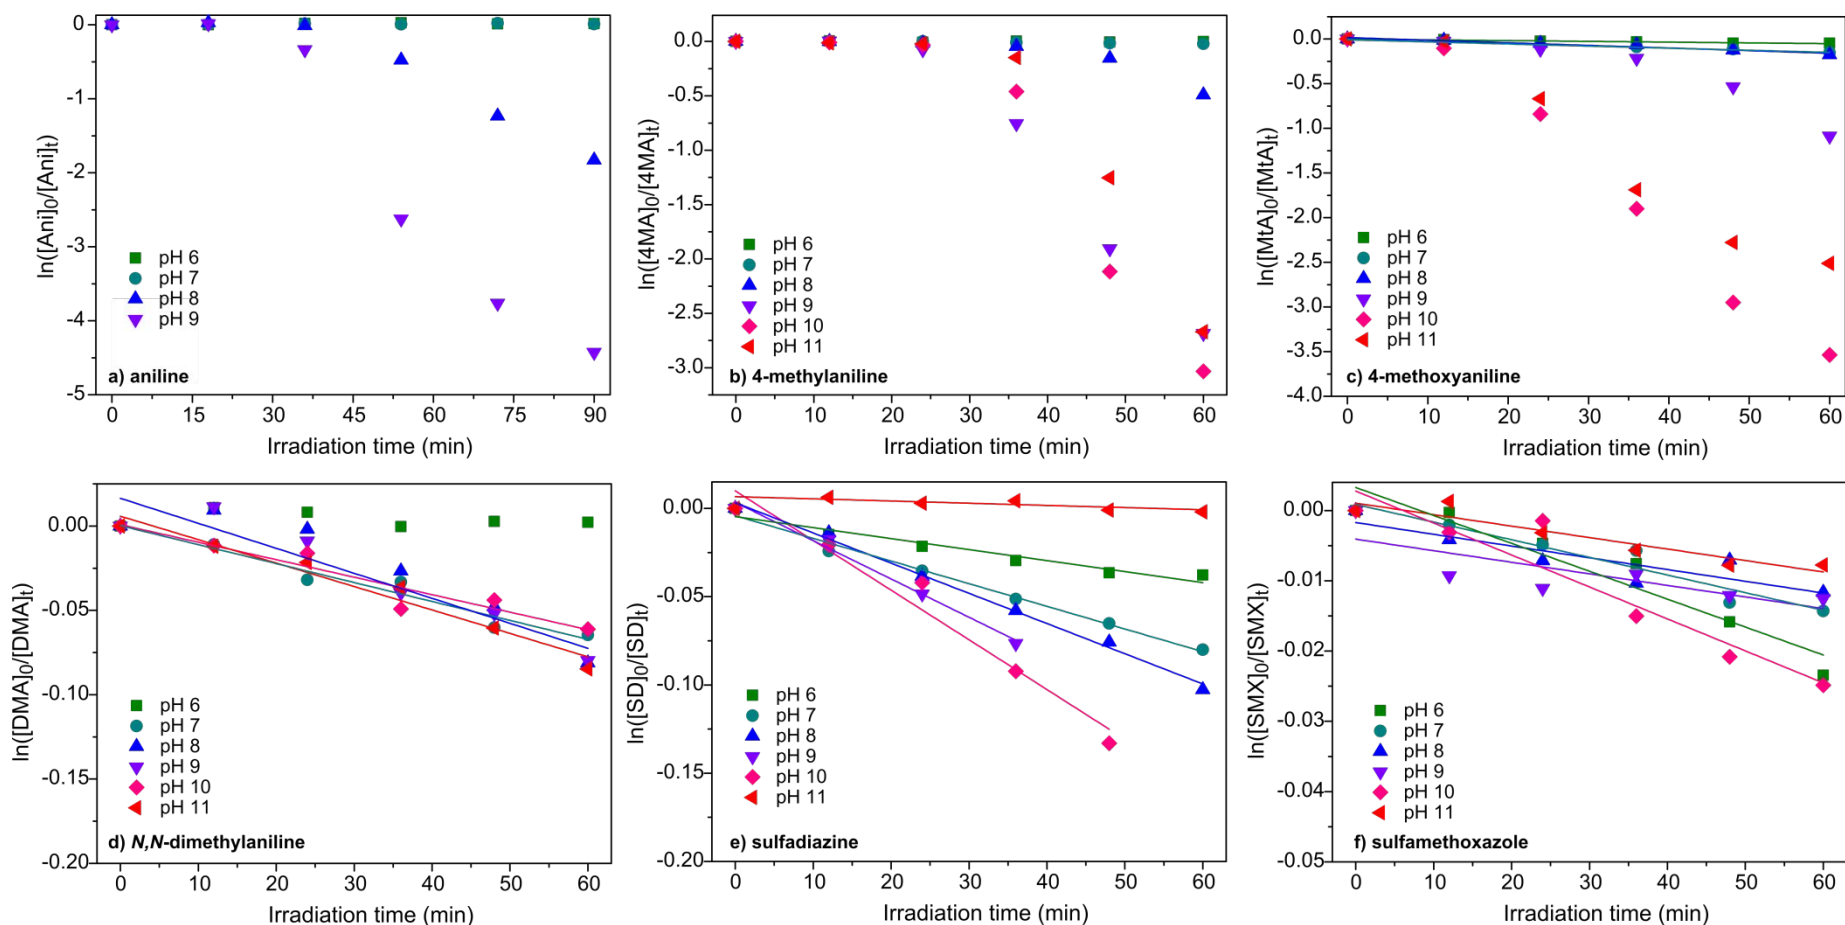 ln([Ani]₀/[Ani]ₜ)
0
-1
-2
-3
-4
-5
pH 6
pH 7
pH 8
pH 9
a) aniline
0 15 30 45 60 75 90
Irradiation time (min)
ln([4MA]₀/[4MA]ₜ)
0.0
-0.5
-1.0
-1.5
-2.0
-2.5
-3.0
pH 6
pH 7
pH 8
pH 9
pH 10
pH 11
b) 4-methylaniline
0 10 20 30 40 50 60
Irradiation time (min)
ln([MtA]₀/[MtA]ₜ)
0.0
-0.5
-1.0
-1.5
-2.0
-2.5
-3.0
-3.5
-4.0
pH 6
pH 7
pH 8
pH 9
pH 10
pH 11
c) 4-methoxyaniline
0 10 20 30 40 50 60
Irradiation time (min)
ln([DMA]₀/[DMA]ₜ)
0.00
-0.05
-0.10
-0.15
-0.20
pH 6
pH 7
pH 8
pH 9
pH 10
pH 11
d) N,N-dimethylaniline
0 10 20 30 40 50 60
Irradiation time (min)
ln([SD]₀/[SD]ₜ)
0.00
-0.05
-0.10
-0.15
-0.20
pH 6
pH 7
pH 8
pH 9
pH 10
pH 11
e) sulfadiazine
0 10 20 30 40 50 60
Irradiation time (min)
ln([SMX]₀/[SMX]ₜ)
0.00
-0.01
-0.02
-0.03
-0.04
-0.05
pH 6
pH 7
pH 8
pH 9
pH 10
pH 11
f) sulfamethoxazole
0 10 20 30 40 50 60
Irradiation time (min)